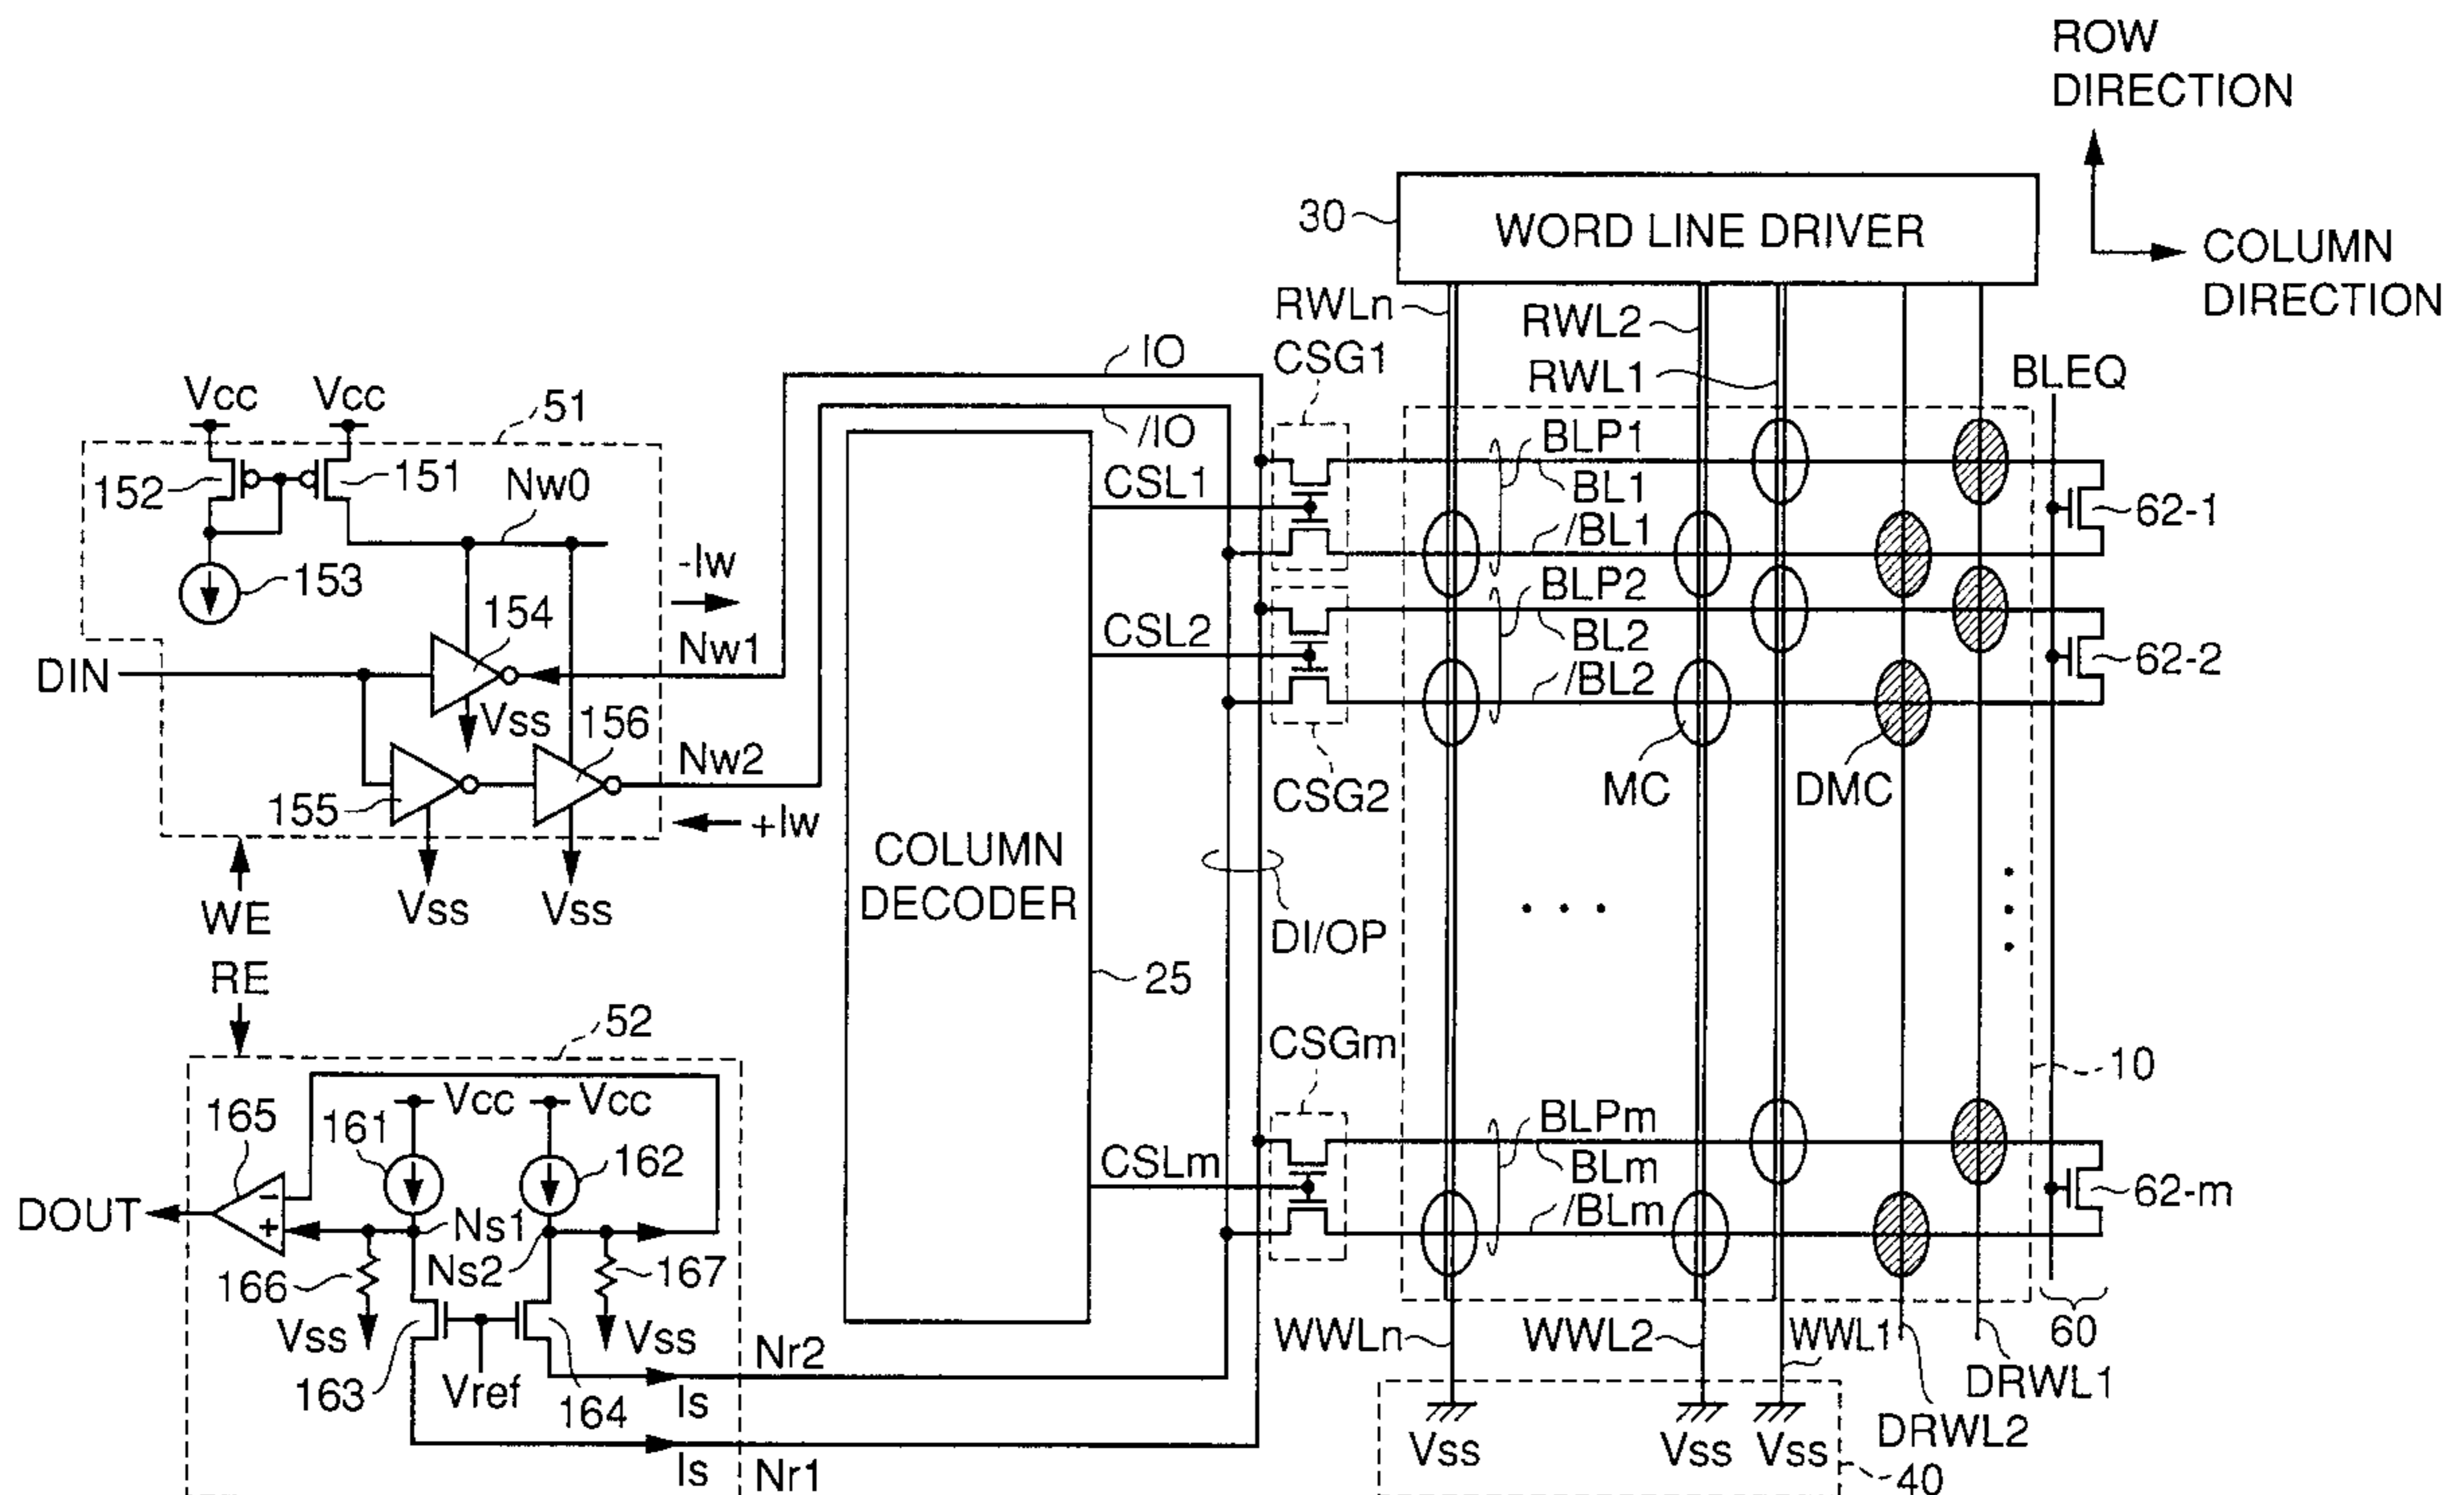 ROW
DIRECTION
30
WORD LINE DRIVER
COLUMN
DIRECTION
RWLn
RWL2
RWL1
CSG1
BLEQ
IO
/IO
Vcc
Vcc
51
152
151
Nw0
153
-Iw
154
DIN
Nw1
Vss
156
Nw2
155
+Iw
Vss
Vss
WE
RE
COLUMN
DECODER
25
CSL1
BLP1
BL1
/BL1
62-1
CSL2
BLP2
BL2
/BL2
62-2
CSG2
MC
DMC
. . .
DI/OP
10
CSGm
CSLm
BLPm
BLm
/BLm
62-m
52
165
161
Vcc
Vcc
162
DOUT
-
+
Ns1
Ns2
166
167
Vss
Vss
163
Vref
164
Nr2
Is
Is
Nr1
WWLn
WWL2
WWL1
60
DRWL1
DRWL2
Vss
Vss
Vss
40